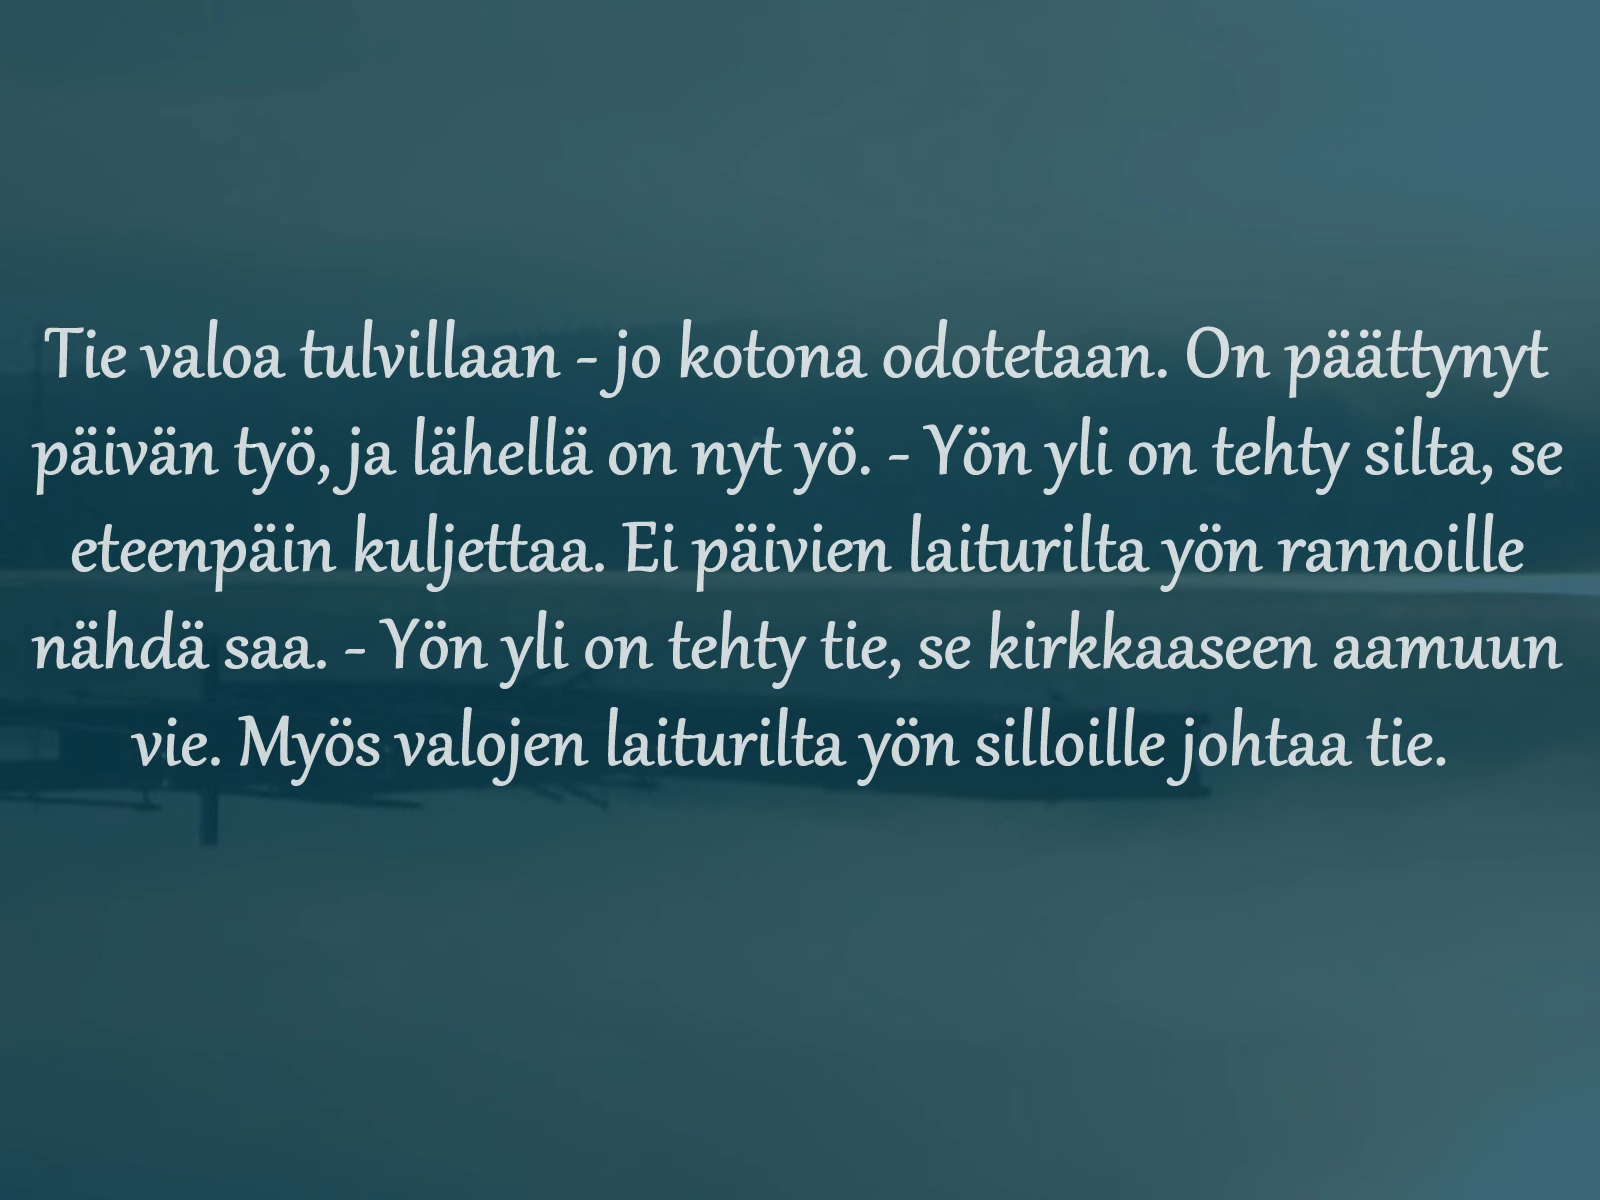 Tie valoa tulvillaan - jo kotona odotetaan. On päättynyt
päivän työ, ja lähellä on nyt yö. - Yön yli on tehty silta, se
eteenpäin kuljettaa. Ei päivien laiturilta yön rannoille
nähdä saa. - Yön yli on tehty tie, se kirkkaaseen aamuun
vie. Myös valojen laiturilta yön silloille johtaa tie.